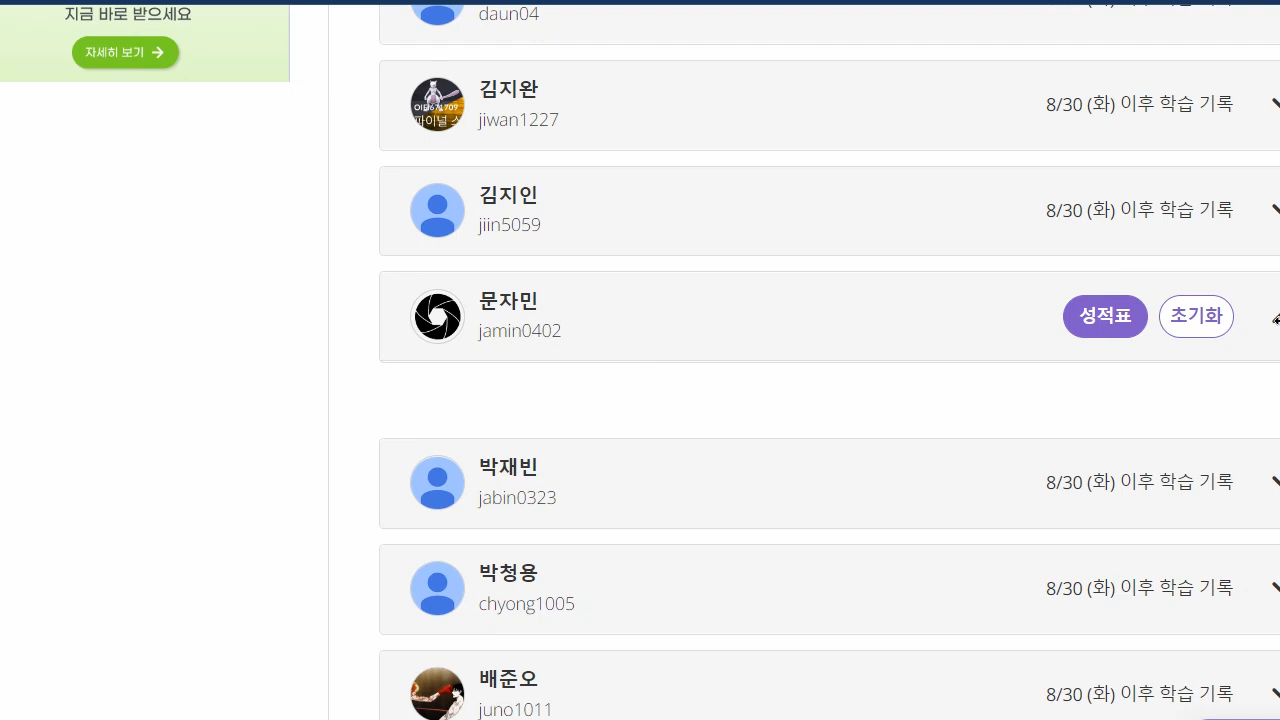 지금 바로 받으세요
자세히 보기
daun04
김지완
jiwan1227
8/30 (화) 이후 학습 기록
김지인
jiin5059
8/30 (화) 이후 학습 기록
문자민
jamin0402
성적표
초기화
박재빈
jabin0323
8/30 (화) 이후 학습 기록
박청용
chyong1005
8/30 (화) 이후 학습 기록
배준오
juno1011
8/30 (화) 이후 학습 기록